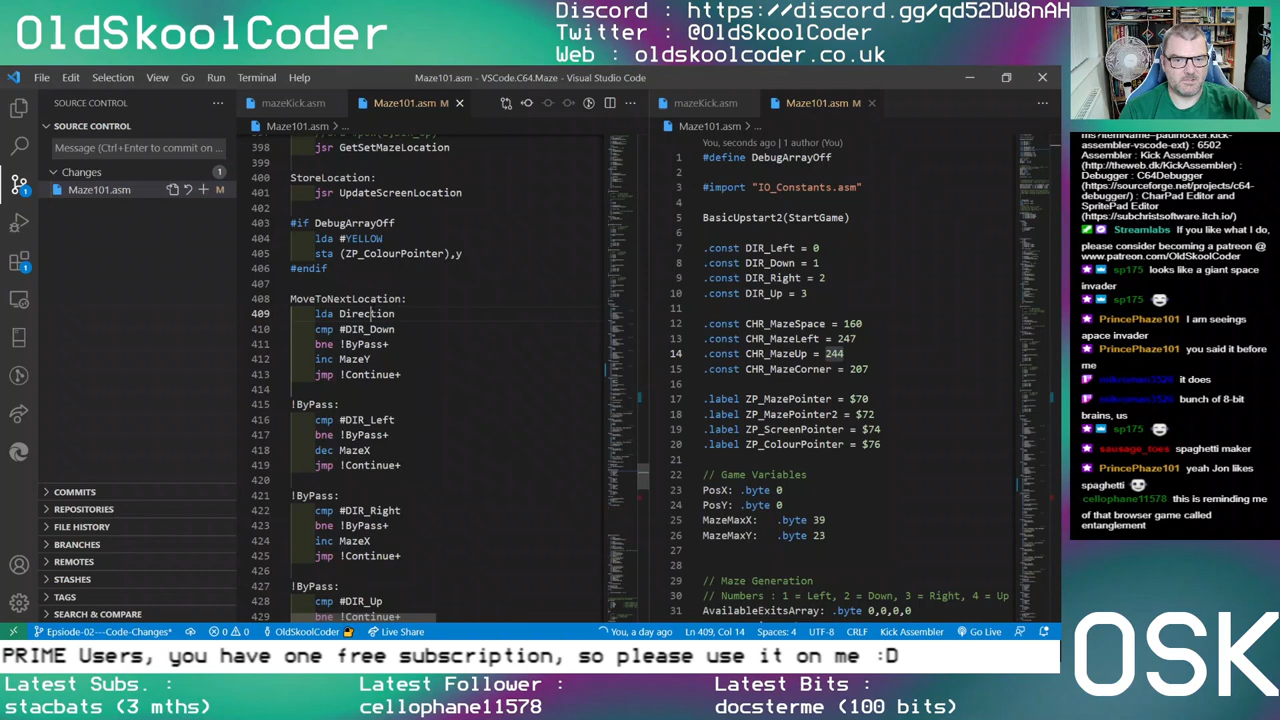 OldSkoolCoder
Discord : https://discord.gg/qd52DW8nAH
Twitter : @OldSkoolCoder
Web : oldskoolcoder.co.uk
File Edit Selection View Go Run Terminal Help
Maze101.asm - VSCode.C64.Maze - Visual Studio Code
SOURCE CONTROL
SOURCE CONTROL
Message (Ctrl+Enter to commit on ...
Changes 1
Maze101.asm M
COMMITS
REPOSITORIES
FILE HISTORY
BRANCHES
REMOTES
STASHES
TAGS
SEARCH & COMPARE
mazeKick.asm Maze101.asm M
Maze101.asm > ...
398 jsr GetSetMazeLocation
399
400 StoreLocation:
401 jsr UpdateScreenLocation
402
403 #if DebugArrayOff
404 lda #YELLOW
405 sta (ZP_ColourPointer),y
406 #endif
407
409 lda Direction
410 cmp #DIR_Down
411 bne !ByPass+
412 inc MazeY
413 jmp !Continue+
414
415 !ByPass:
416 cmp #DIR_Left
417 bne !ByPass+
418 dec MazeX
419 jmp !Continue+
420
421 !ByPass:
422 cmp #DIR_Right
423 bne !ByPass+
424 inc MazeX
425 jmp !Continue+
426
427 !ByPass:
428 cmp #DIR_Up
429 bne !Continue+
mazeKick.asm Maze101.asm M
Maze101.asm > ...
You, seconds ago | 1 author (You)
1 #define DebugArrayOff
2
3 #import "IO_Constants.asm"
4
5 BasicUpstart2(StartGame)
6
7 .const DIR_Left = 0
8 .const DIR_Down = 1
9 .const DIR_Right = 2
10 .const DIR_Up = 3
11
12 .const CHR_MazeSpace = 160
13 .const CHR_MazeLeft = 247
14 .const CHR_MazeUp = 244
15 .const CHR_MazeCorner = 207
16
17 .label ZP_MazePointer = $70
18 .label ZP_MazePointer2 = $72
19 .label ZP_ScreenPointer = $74
20 .label ZP_ColourPointer = $76
21
22 // Game Variables
23 PosX: .byte 0
24 PosY: .byte 0
25 MazeMaxX: .byte 39
26 MazeMaxY: .byte 23
27
28
29 // Maze Generation
30 // Numbers : 1 = Left, 2 = Down, 3 = Right, 4 = Up
31 AvailableExitsArray: .byte 0,0,0,0
Epsiode-02---Code-Changes* 0 0 OldSkoolCoder Live Share You, a day ago Ln 409, Col 14 Spaces: 4 UTF-8 CRLF Kick Assembler Go Live
ms?itemName=paulhocker.kick-
assembler-vscode-ext) : 6502
Assembler : Kick Assembler
(http://theweb.dk/KickAssembler)
: Debugger : C64Debugger
(https://sourceforge.net/projects/c64-
debugger/) : CharPad Editor and
SpritePad Editor
(https://subchristsoftware.itch.io/)
Streamlabs If you like what I do,
please consider becoming a patreon @
www.patreon.com/OldSkoolCoder
sp175 looks like a giant space
invader
sp175
PrincePhaze101 I am seeings
apace invader
PrincePhaze101 you said it before
me
it does
bunch of 8-bit
brains, us
sp175
sausage_toes spaghetti maker
PrincePhaze101 yeah Jon likes
spaghetti
cellophane11578 this is reminding me
of that browser game called
entanglement
OSK
PRIME Users, you have one free subscription, so please use it on me :D
Latest Subs. :
stacbats (3 mths)
Latest Follower :
cellophane11578
Latest Bits :
docsterme (100 bits)